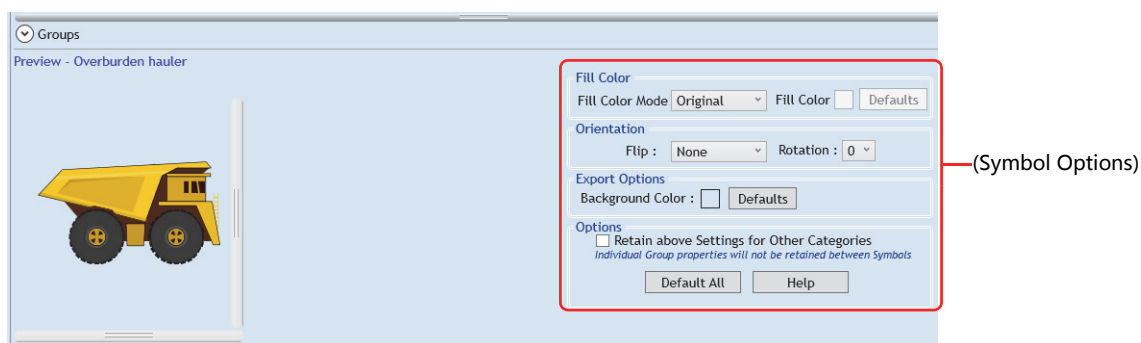 Groups
Preview - Overburden hauler
Fill Color
Fill Color Mode Original Fill Color Defaults
Orientation
Flip : None Rotation : 0
(Symbol Options)
Export Options
Background Color : Defaults
Options
Retain above Settings for Other Categories
Individual Group properties will not be retained between Symbols
Default All Help